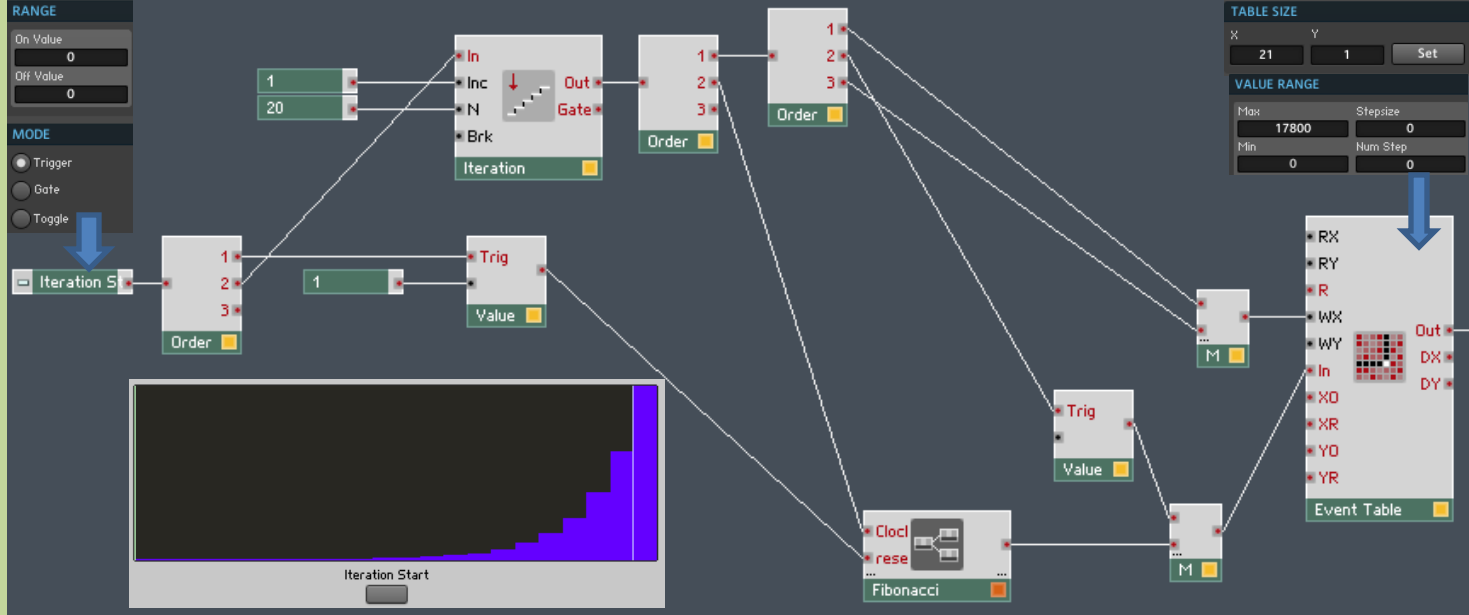 RANGE
On Value
0
Off Value
0
MODE
Trigger
Gate
Toggle
Iteration S
1
2
3
Order
1
20
In
Inc
N
Brk
Out
Gate
Iteration
1
2
3
Order
1
2
3
Order
1
Trig
Value
Iteration Start
Trig
Value
Clocl
rese
...
...
Fibonacci
...
M
...
M
TABLE SIZE
X Y
21 1 Set
VALUE RANGE
Max Stepsize
17800 0
Min Num Step
0 0
RX
RY
R
WX
WY
In
XO
XR
YO
YR
Out
DX
DY
Event Table